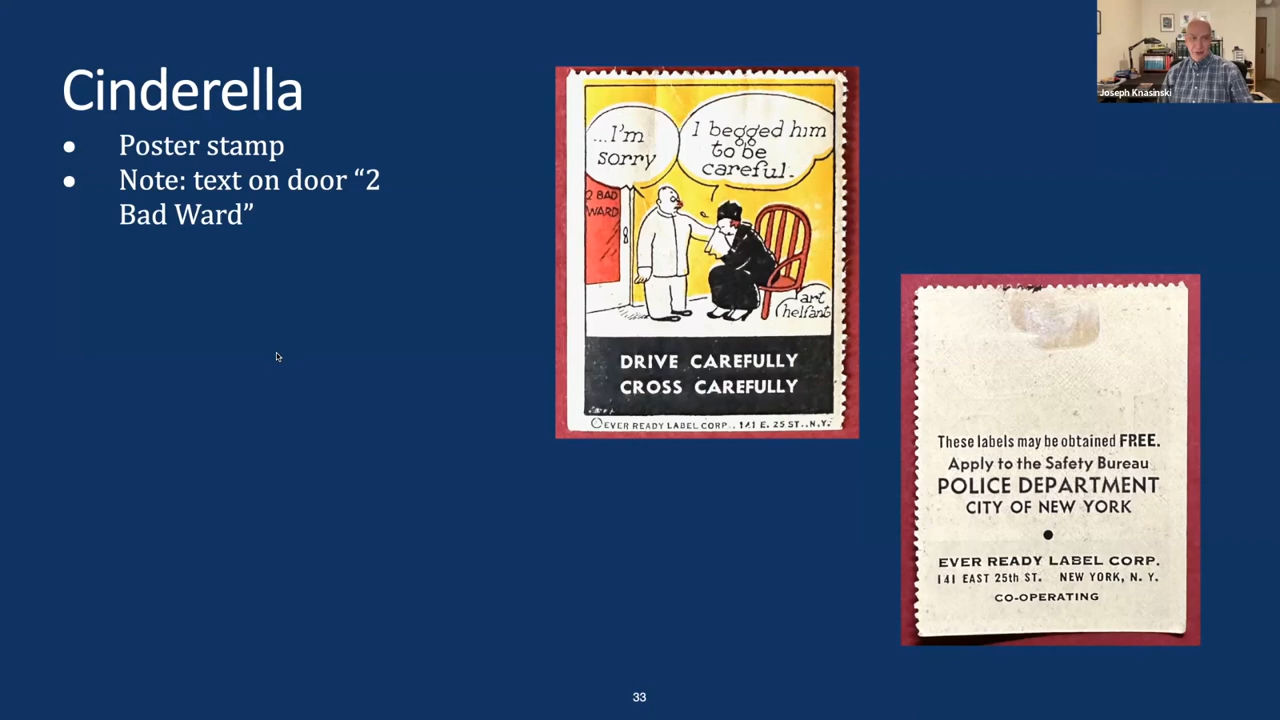 Cinderella
• Poster stamp
• Note: text on door “2
Bad Ward”
...I'm
sorry
I begged him
to be
careful.
2 BAD
WARD
art
helfant
DRIVE CAREFULLY
CROSS CAREFULLY
©EVER READY LABEL CORP., 141 E. 25 ST., N.Y.
These labels may be obtained FREE.
Apply to the Safety Bureau
POLICE DEPARTMENT
CITY OF NEW YORK
●
EVER READY LABEL CORP.
141 EAST 25th ST. NEW YORK, N. Y.
CO-OPERATING
Joseph Knasinski
33